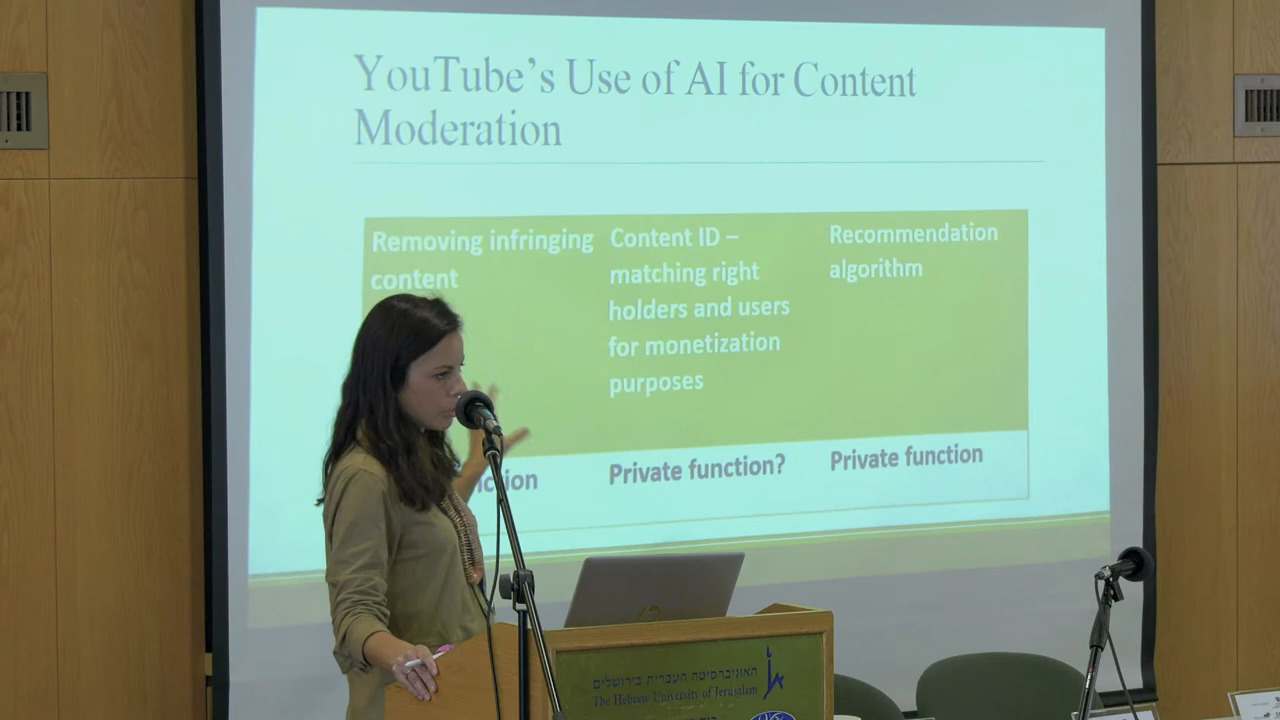 YouTube's Use of AI for Content
Moderation
Removing infringing
content
Content ID –
matching right
holders and users
for monetization
purposes
Recommendation
algorithm
Private function?
Private function
האוניברסיטה העברית בירושלים
The Hebrew University of Jerusalem